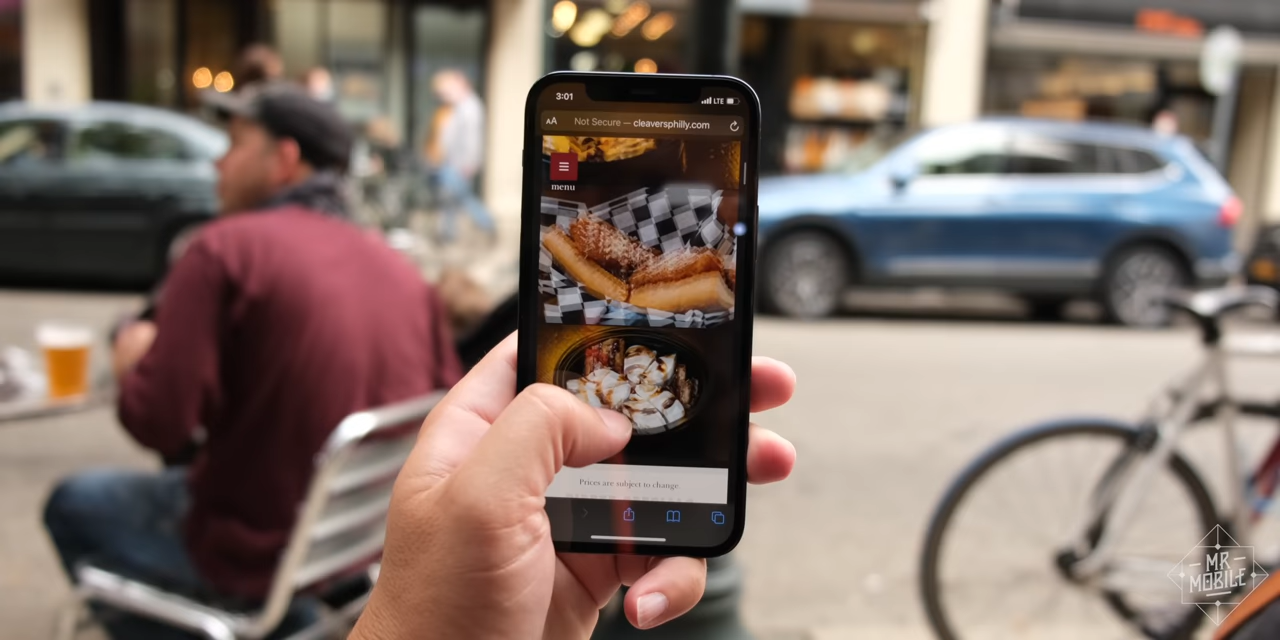 3:01
LTE
AA Not Secure — cleaversphilly.com
menu
Prices are subject to change
MR
MOBILE